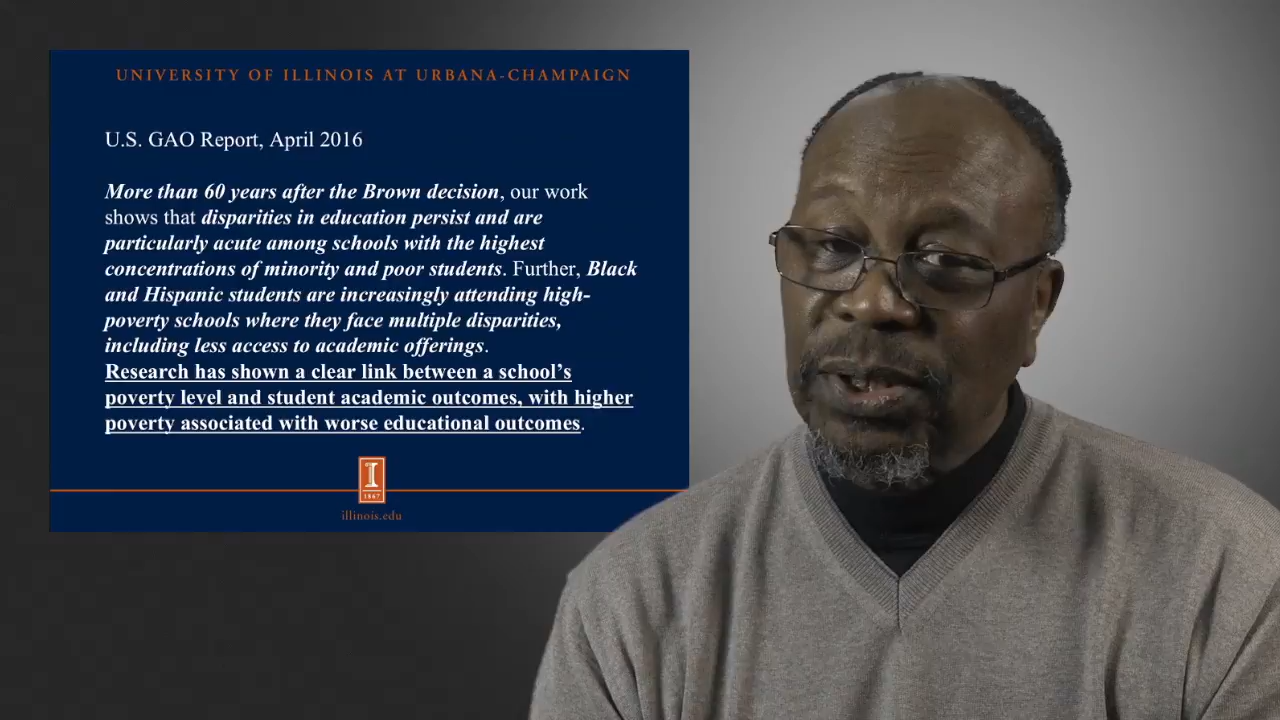 UNIVERSITY OF ILLINOIS AT URBANA-CHAMPAIGN
U.S. GAO Report, April 2016
More than 60 years after the Brown decision, our work
shows that disparities in education persist and are
particularly acute among schools with the highest
concentrations of minority and poor students. Further, Black
and Hispanic students are increasingly attending high-
poverty schools where they face multiple disparities,
including less access to academic offerings.
Research has shown a clear link between a school's
poverty level and student academic outcomes, with higher
poverty associated with worse educational outcomes.
I
1867
illinois.edu